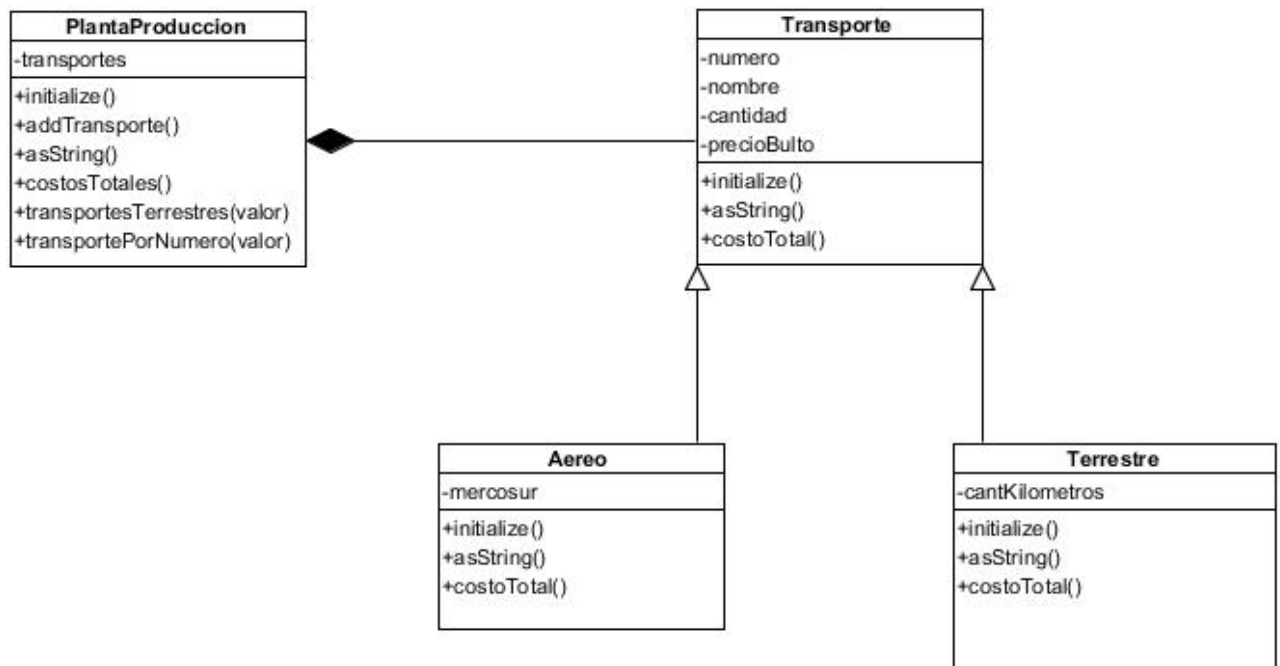 PlantaProduccion
-transportes
+initialize()
+addTransporte()
+asString()
+costosTotales()
+transportesTerrestres(valor)
+transportePorNumero(valor)
Transporte
-numero
-nombre
-cantidad
-precioBulto
+initialize()
+asString()
+costoTotal()
Aereo
-mercosur
+initialize()
+asString()
+costoTotal()
Terrestre
-cantKilometros
+initialize()
+asString()
+costoTotal()